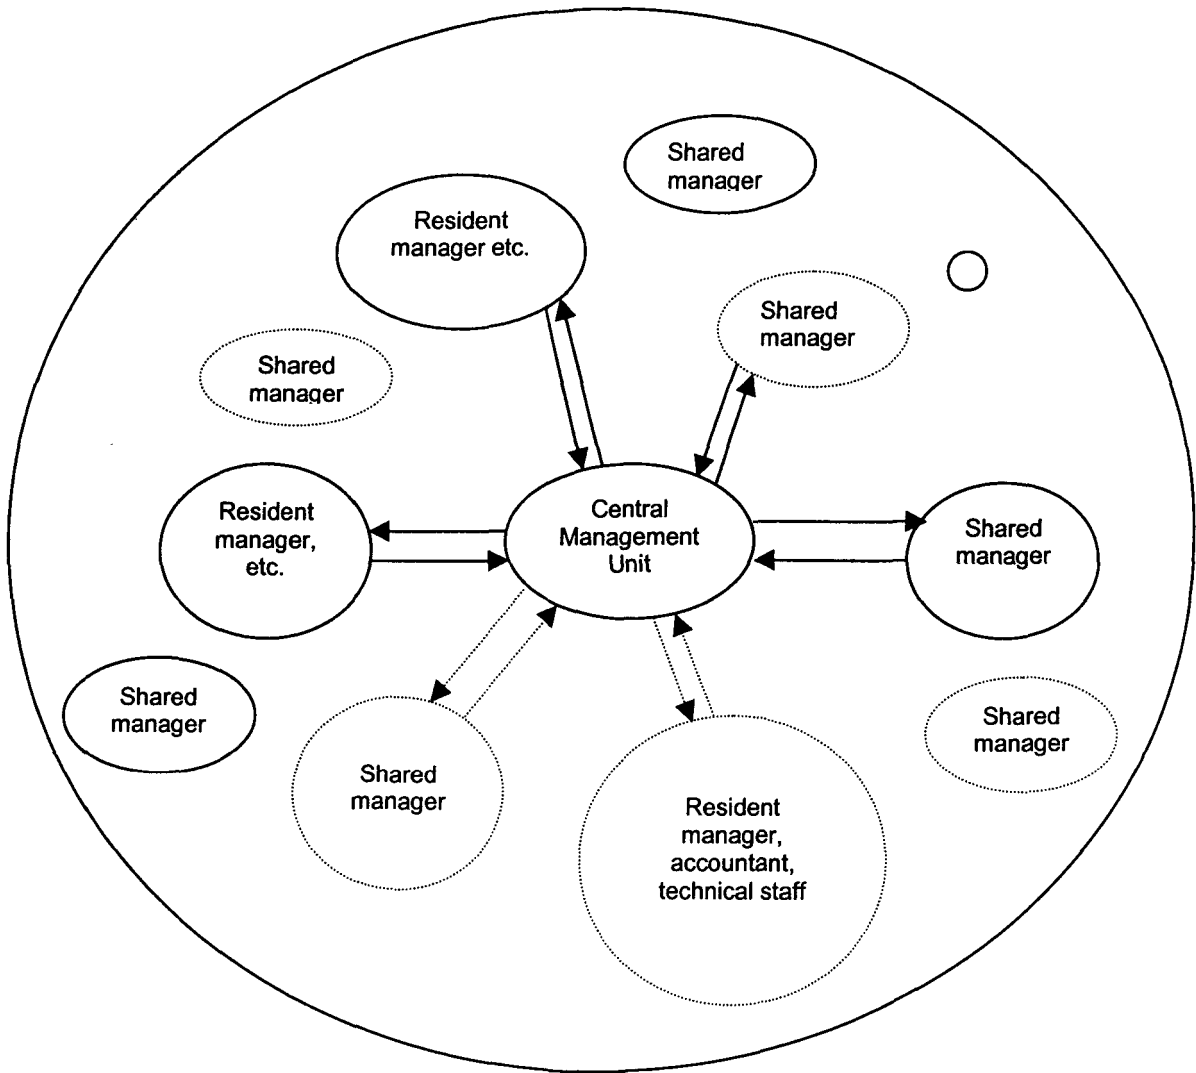 Shared
manager
Resident
manager etc.
Shared
manager
Shared
manager
Resident
manager,
etc.
Central
Management
Unit
Shared
manager
Shared
manager
Shared
manager
Shared
manager
Resident
manager,
accountant,
technical staff